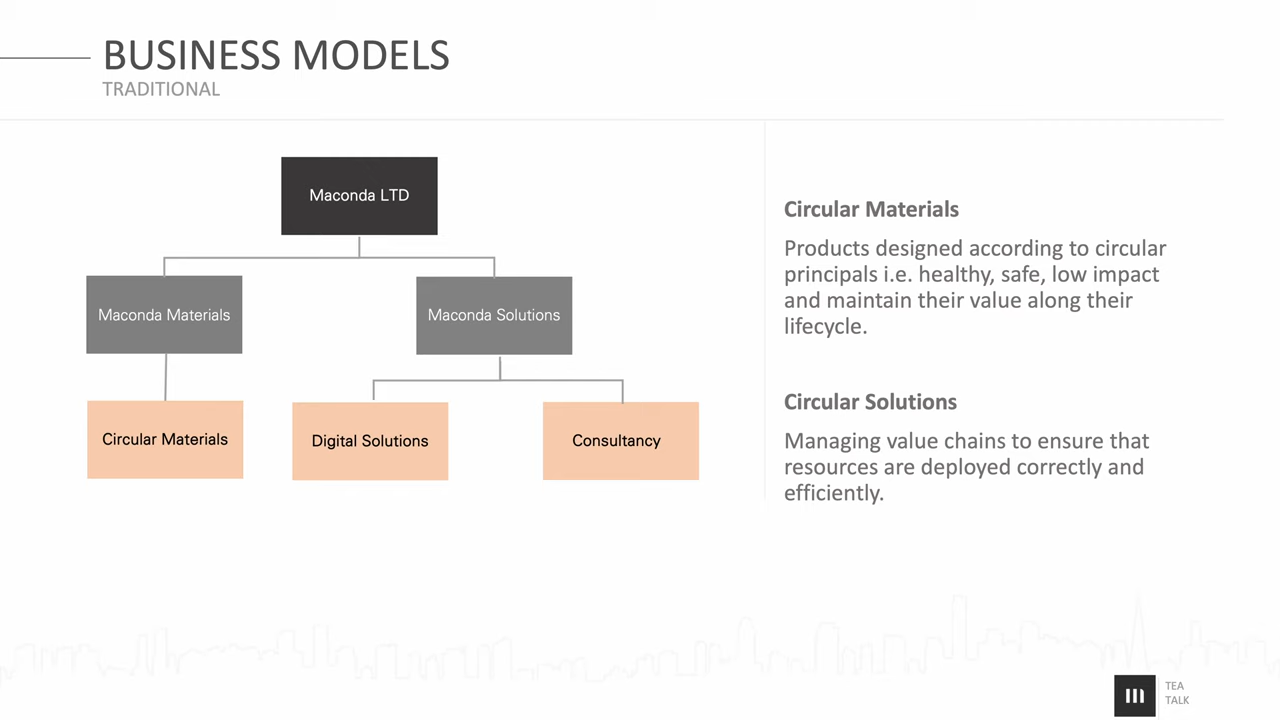 BUSINESS MODELS
TRADITIONAL
Maconda LTD
Maconda Materials
Maconda Solutions
Circular Materials
Digital Solutions
Consultancy
Circular Materials
Products designed according to circular
principals i.e. healthy, safe, low impact
and maintain their value along their
lifecycle.
Circular Solutions
Managing value chains to ensure that
resources are deployed correctly and
efficiently.
m
TEA
TALK